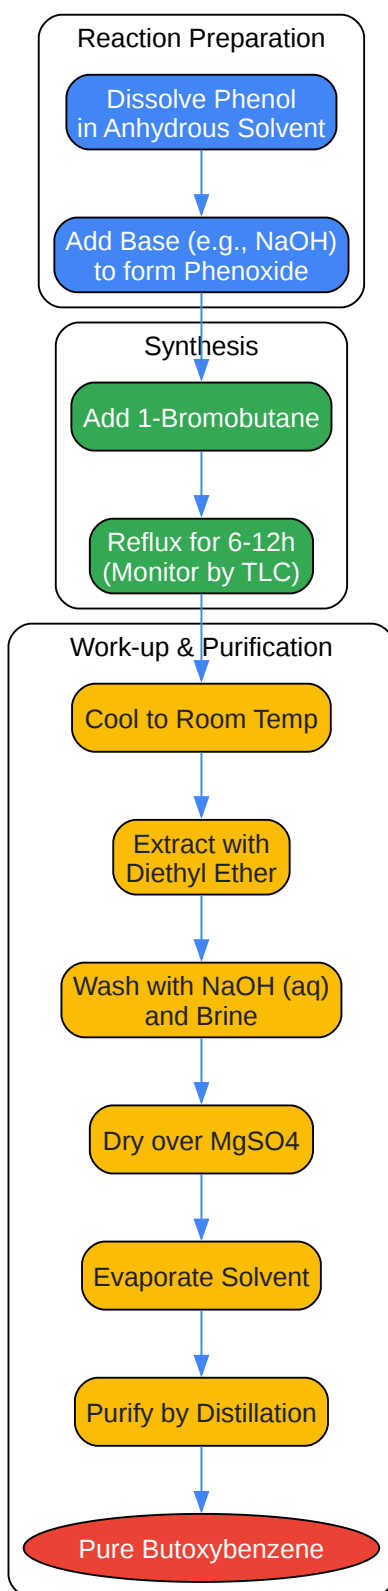 Reaction Preparation
Dissolve Phenol
in Anhydrous Solvent
Add Base (e.g., NaOH)
to form Phenoxide
Synthesis
Add 1-Bromobutane
Reflux for 6-12h
(Monitor by TLC)
Work-up & Purification
Cool to Room Temp
Extract with
Diethyl Ether
Wash with NaOH (aq)
and Brine
Dry over MgSO4
Evaporate Solvent
Purify by Distillation
Pure Butoxybenzene